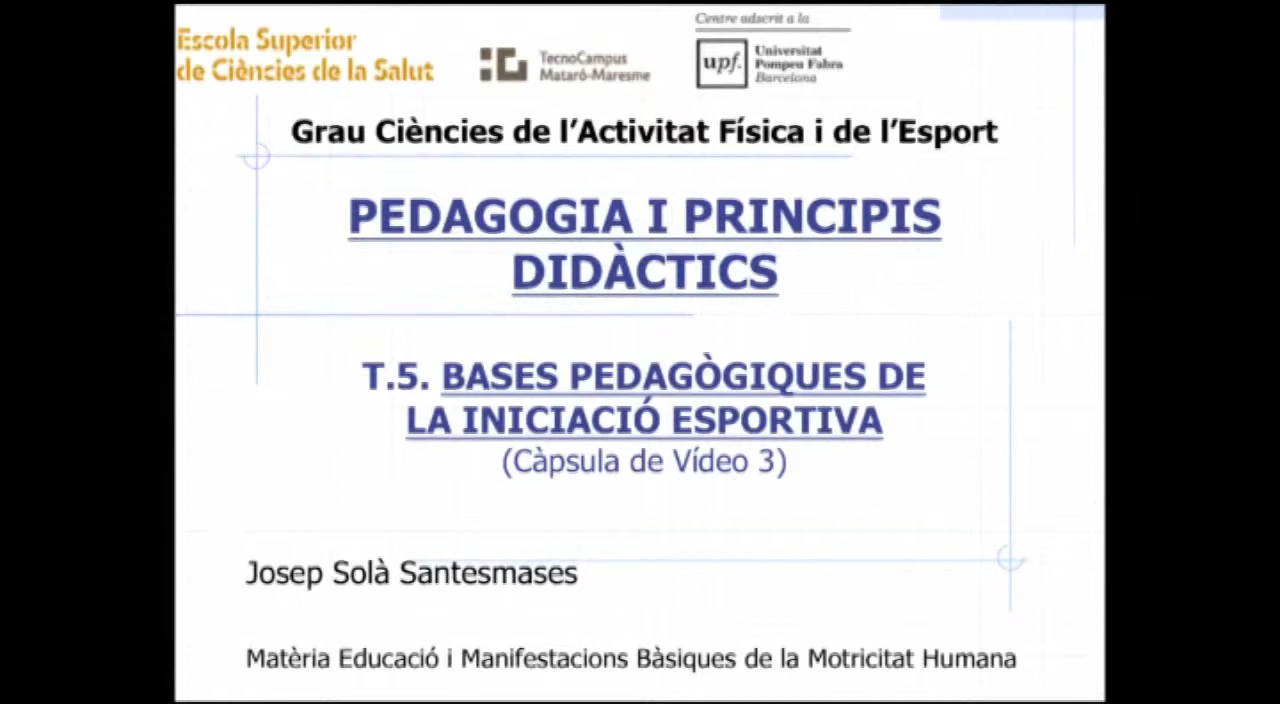 Escola Superior
de Ciències de la Salut
TecnoCampus
Mataró-Maresme
Centre adscrit a la
upf.
Universitat
Pompeu Fabra
Barcelona
Grau Ciències de l'Activitat Física i de l'Esport
PEDAGOGIA I PRINCIPIS
DIDÀCTICS
T.5. BASES PEDAGÒGIQUES DE
LA INICIACIÓ ESPORTIVA
(Càpsula de Vídeo 3)
Josep Solà Santesmases
Matèria Educació i Manifestacions Bàsiques de la Motricitat Humana